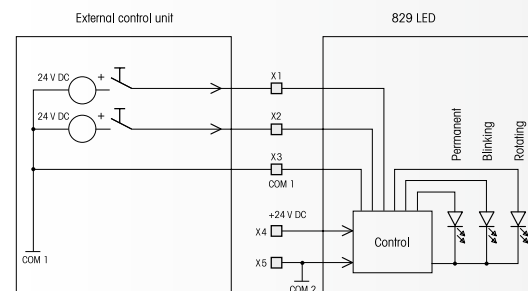 External control unit
829 LED
24 V DC
+
X1
24 V DC
+
X2
X3
COM 1
Permanent
Blinking
Rotating
+24 V DC
X4
Control
X5
COM 1
COM 2